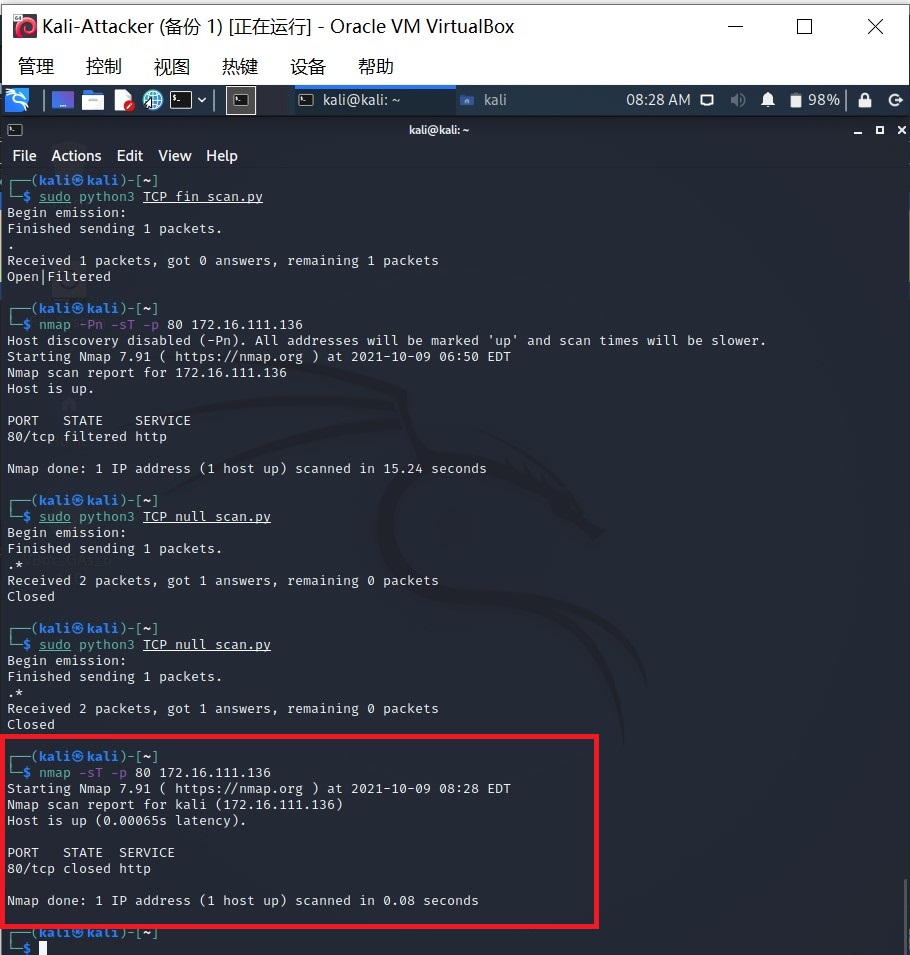 Kali-Attacker (备份 1) [正在运行] - Oracle VM VirtualBox
管理 控制 视图 热键 设备 帮助
kali@kali: ~ kali 08:28 AM 98%
kali@kali: ~
File Actions Edit View Help
┌──(kali㉿kali)-[~]
└─$ sudo python3 TCP_fin_scan.py
Begin emission:
Finished sending 1 packets.
.
Received 1 packets, got 0 answers, remaining 1 packets
Open|Filtered
┌──(kali㉿kali)-[~]
└─$ nmap -Pn -sT -p 80 172.16.111.136
Host discovery disabled (-Pn). All addresses will be marked 'up' and scan times will be slower.
Starting Nmap 7.91 ( https://nmap.org ) at 2021-10-09 06:50 EDT
Nmap scan report for 172.16.111.136
Host is up.
PORT   STATE    SERVICE
80/tcp filtered http
Nmap done: 1 IP address (1 host up) scanned in 15.24 seconds
┌──(kali㉿kali)-[~]
└─$ sudo python3 TCP_null_scan.py
Begin emission:
Finished sending 1 packets.
.*
Received 2 packets, got 1 answers, remaining 0 packets
Closed
┌──(kali㉿kali)-[~]
└─$ sudo python3 TCP_null_scan.py
Begin emission:
Finished sending 1 packets.
.*
Received 2 packets, got 1 answers, remaining 0 packets
Closed
┌──(kali㉿kali)-[~]
└─$ nmap -sT -p 80 172.16.111.136
Starting Nmap 7.91 ( https://nmap.org ) at 2021-10-09 08:28 EDT
Nmap scan report for kali (172.16.111.136)
Host is up (0.00065s latency).
PORT   STATE  SERVICE
80/tcp closed http
Nmap done: 1 IP address (1 host up) scanned in 0.08 seconds
┌──(kali㉿kali)-[~]
└─$